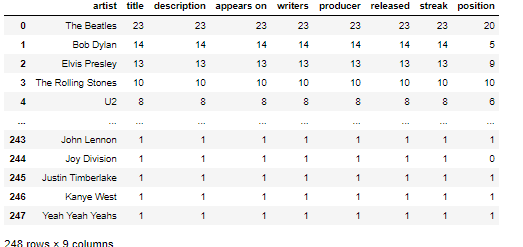 artist title description appears on writers producer released streak position
0 The Beatles 23 23 23 23 23 23 23 20
1 Bob Dylan 14 14 14 14 14 14 14 5
2 Elvis Presley 13 13 13 13 13 13 13 9
3 The Rolling Stones 10 10 10 10 10 10 10 10
4 U2 8 8 8 8 8 8 8 6
... ... ... ... ... ... ... ... ... ...
243 John Lennon 1 1 1 1 1 1 1 1
244 Joy Division 1 1 1 1 1 1 1 0
245 Justin Timberlake 1 1 1 1 1 1 1 1
246 Kanye West 1 1 1 1 1 1 1 1
247 Yeah Yeah Yeahs 1 1 1 1 1 1 1 1
248 rows × 9 columns